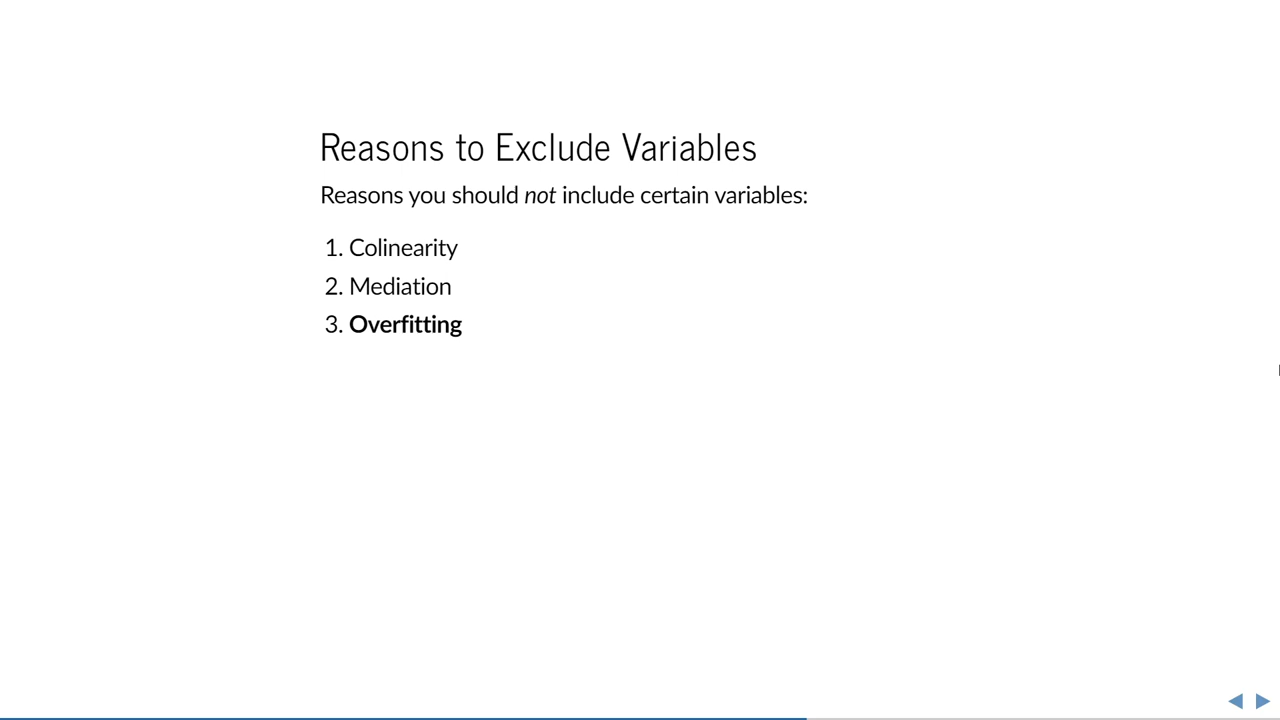 Reasons to Exclude Variables
Reasons you should not include certain variables:
1. Colinearity
2. Mediation
3. Overfitting